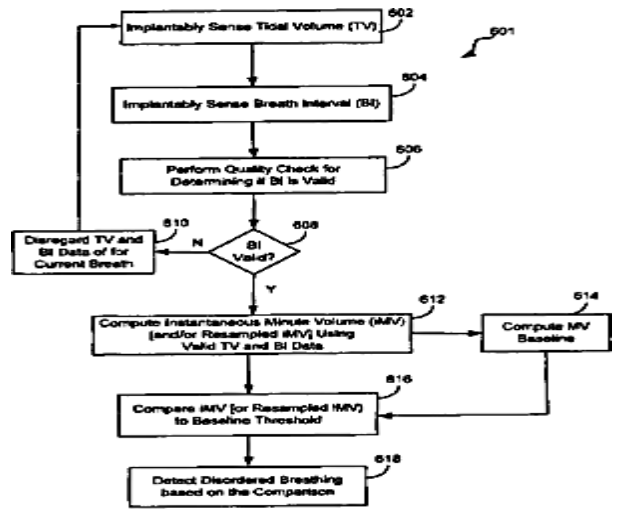 602
Implantably Sense Tidal Volume (TV)
601
604
Implantably Sense Breath Interval (BI)
606
Perform Quality Check for
Determining if BI is Valid
610
Disregard TV and
BI Data of for
Current Breath
N
608
BI
Valid?
Y
612
Compute Instantaneous Minute Volume (iMV)
[and/or Resampled iMV] Using
Valid TV and BI Data
614
Compute MV
Baseline
616
Compare iMV [or Resampled iMV]
to Baseline Threshold
618
Detect Disordered Breathing
based on the Comparison